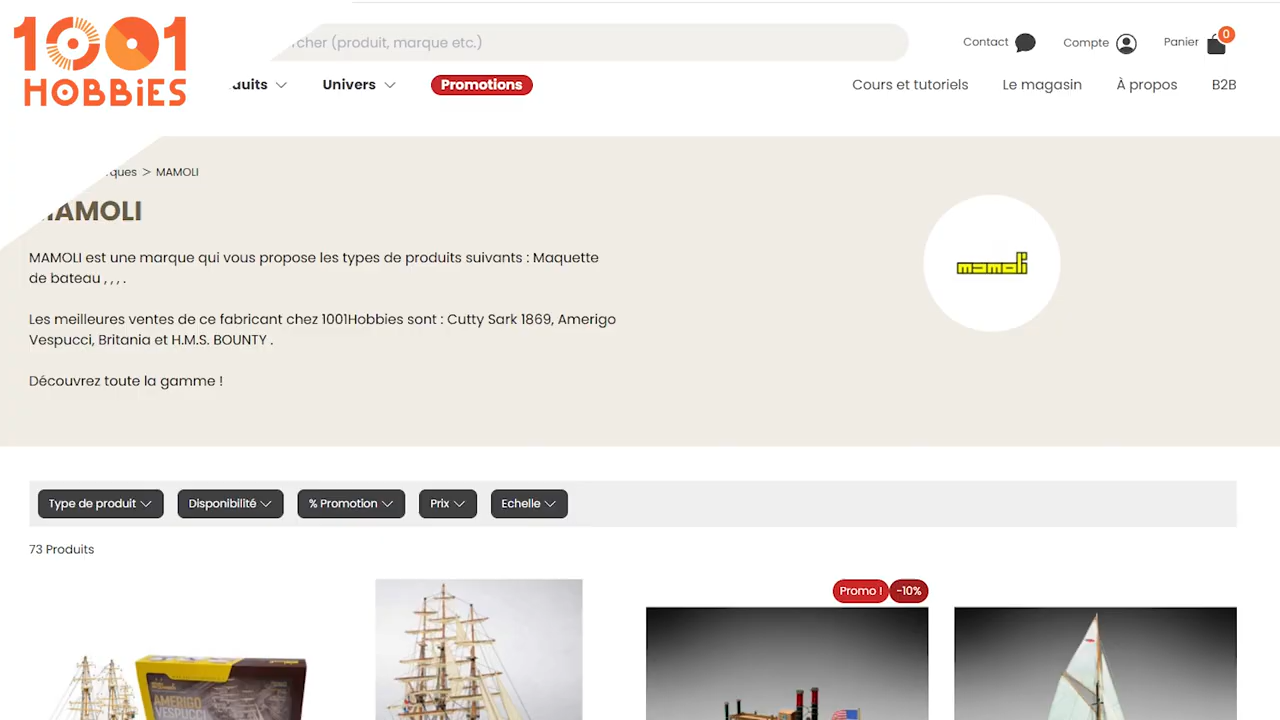 1001
HOBBiES
(produit, marque etc.)
Contact
Compte
Panier
0
Univers
Promotions
Cours et tutoriels
Le magasin
À propos
B2B
> MAMOLI
MAMOLI
MAMOLI est une marque qui vous propose les types de produits suivants : Maquette
de bateau , , , .
mamoli
Les meilleures ventes de ce fabricant chez 1001Hobbies sont : Cutty Sark 1869, Amerigo
Vespucci, Britania et H.M.S. BOUNTY .
Découvrez toute la gamme !
Type de produit
Disponibilité
% Promotion
Prix
Echelle
73 Produits
Promo !
-10%
AMERIGO
VESPUCCI